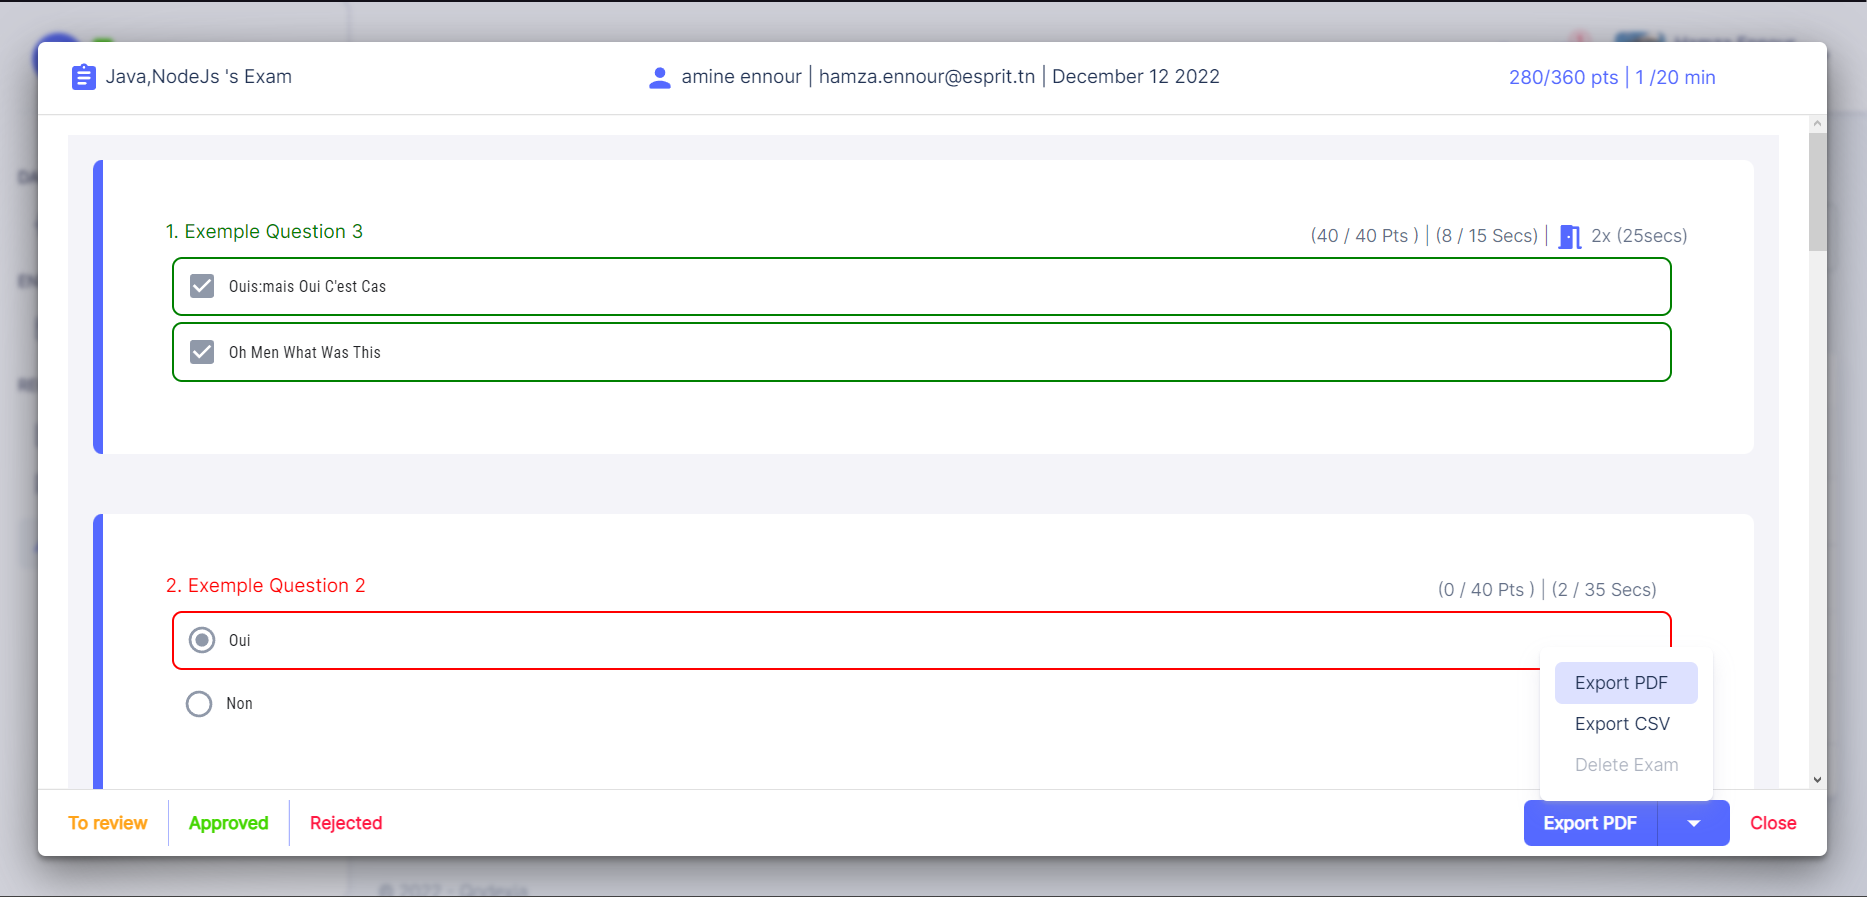 Java,NodeJs 's Exam
amine ennour | hamza.ennour@esprit.tn | December 12 2022
280/360 pts | 1 /20 min
1. Exemple Question 3
(40 / 40 Pts ) | (8 / 15 Secs) | 2x (25secs)
Ouis:mais Oui C'est Cas
Oh Men What Was This
2. Exemple Question 2
(0 / 40 Pts ) | (2 / 35 Secs)
Oui
Non
Export PDF
Export CSV
Delete Exam
To review
Approved
Rejected
Export PDF
Close
© 2022 -